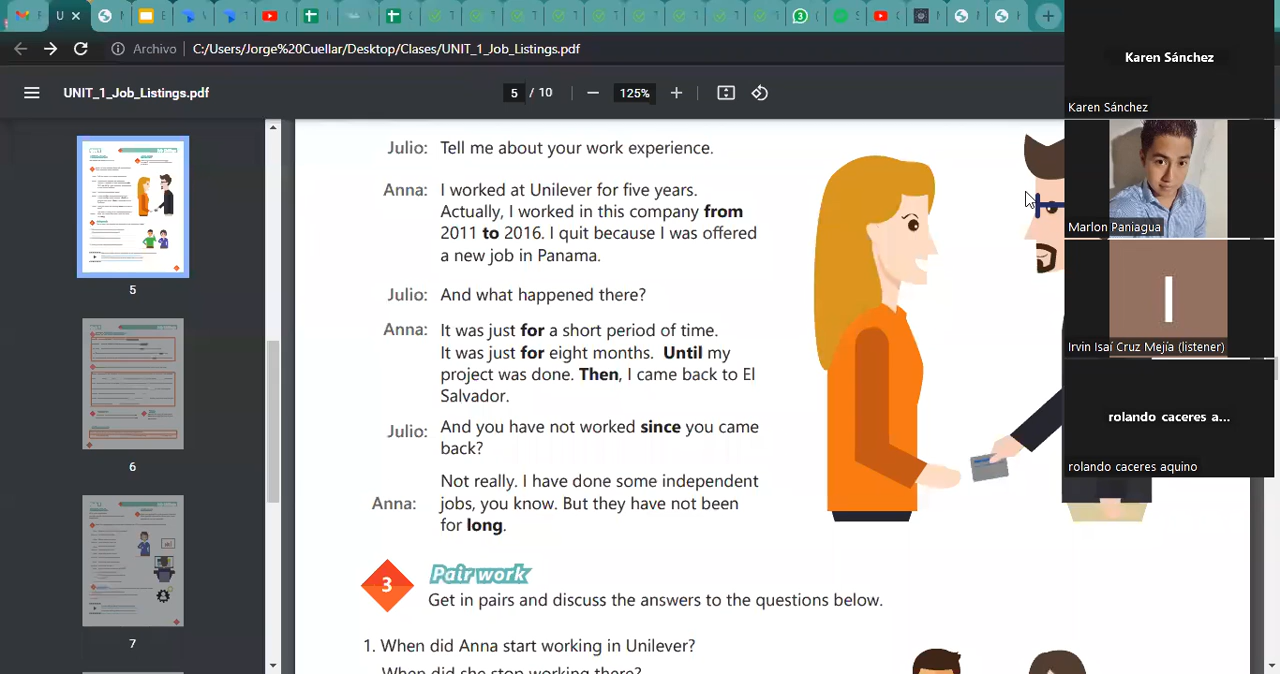 U
3
Archivo
C:/Users/Jorge%20Cuellar/Desktop/Clases/UNIT_1_Job_Listings.pdf
UNIT_1_Job_Listings.pdf
5 / 10
125%
5
6
7
Julio: Tell me about your work experience.
Anna: I worked at Unilever for five years.
Actually, I worked in this company from
2011 to 2016. I quit because I was offered
a new job in Panama.
Julio: And what happened there?
Anna: It was just for a short period of time.
It was just for eight months. Until my
project was done. Then, I came back to El
Salvador.
Julio: And you have not worked since you came
back?
Not really. I have done some independent
Anna: jobs, you know. But they have not been
for long.
3
Pair work
Get in pairs and discuss the answers to the questions below.
1. When did Anna start working in Unilever?
When did she stop working there?
Karen Sánchez
Karen Sánchez
Marlon Paniagua
I
Irvin Isaí Cruz Mejía (listener)
rolando caceres a...
rolando caceres aquino